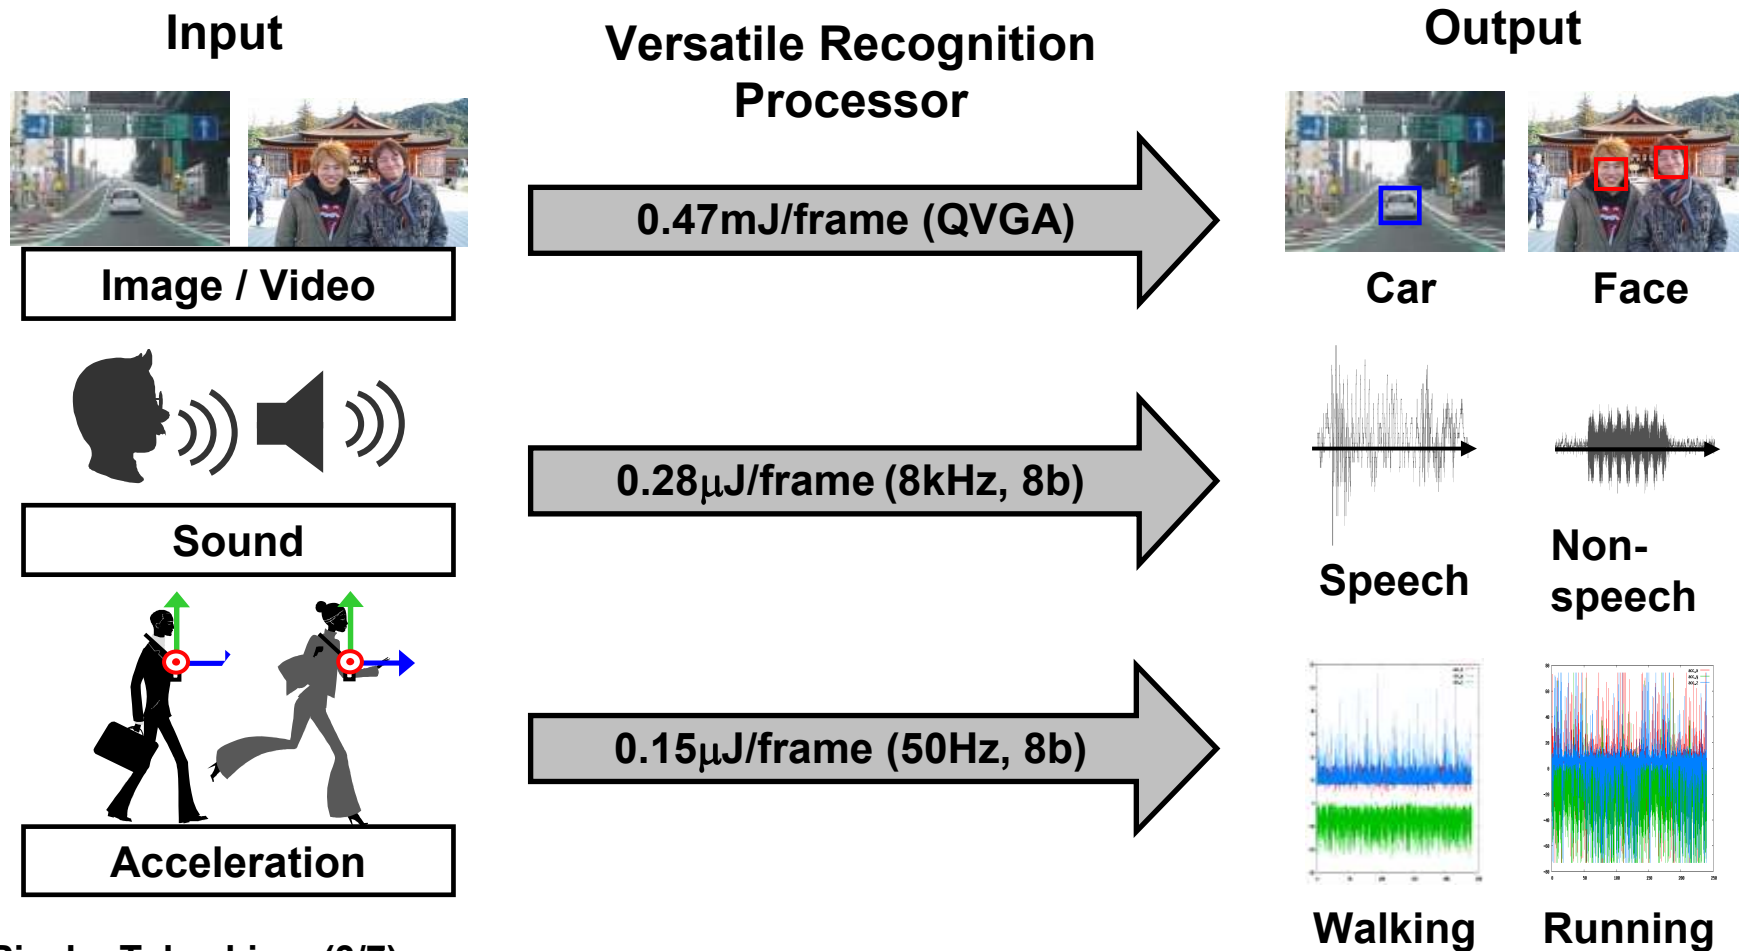 Input
Versatile Recognition
Processor
Output
0.47mJ/frame (QVGA)
Image / Video
Car
Face
0.28μJ/frame (8kHz, 8b)
Sound
Speech
Non-
speech
0.15μJ/frame (50Hz, 8b)
Acceleration
Walking
Running